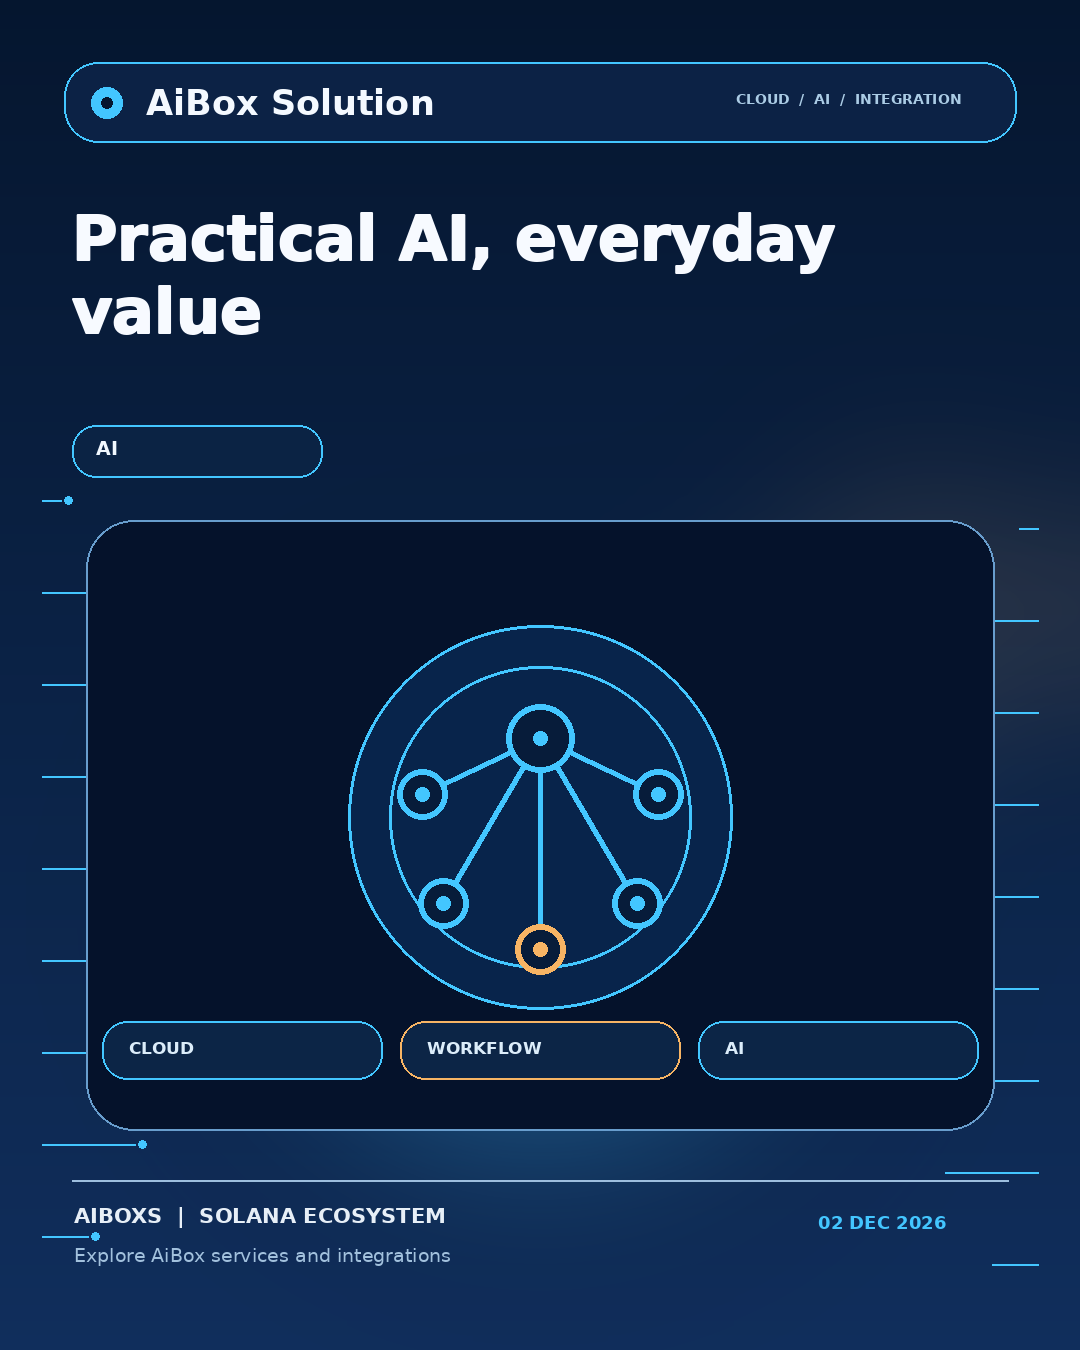 AiBox Solution
CLOUD / AI / INTEGRATION
Practical AI, everyday
value
AI
CLOUD
WORKFLOW
AI
AIBOXS | SOLANA ECOSYSTEM
02 DEC 2026
Explore AiBox services and integrations